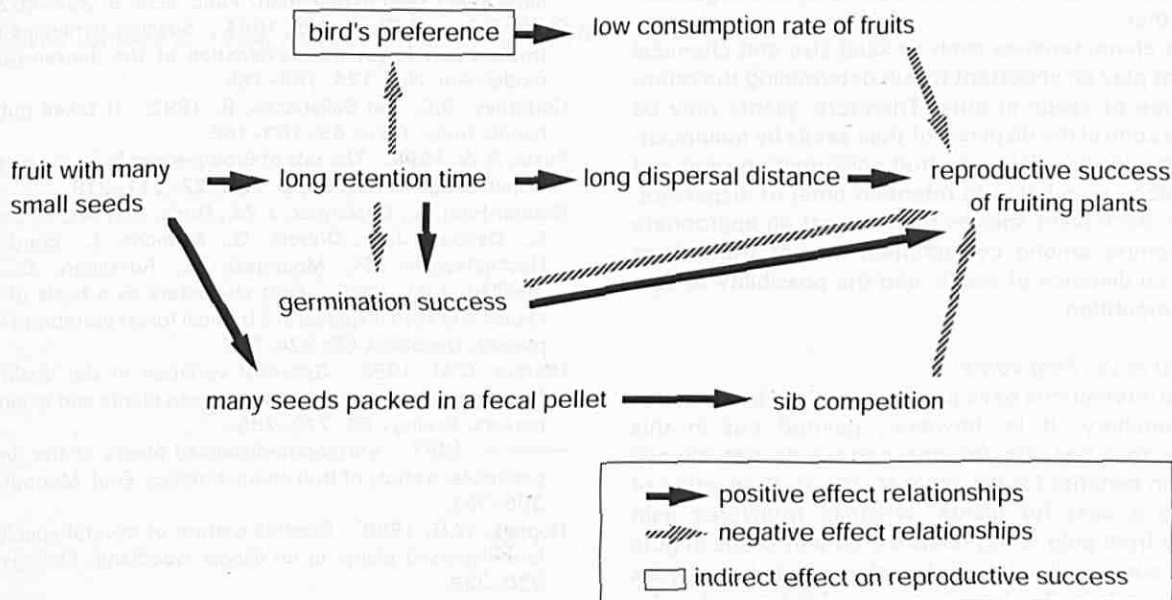 bird's preference
low consumption rate of fruits
fruit with many
small seeds
long retention time
long dispersal distance
reproductive success
of fruiting plants
germination success
many seeds packed in a fecal pellet
sib competition
positive effect relationships
negative effect relationships
indirect effect on reproductive success